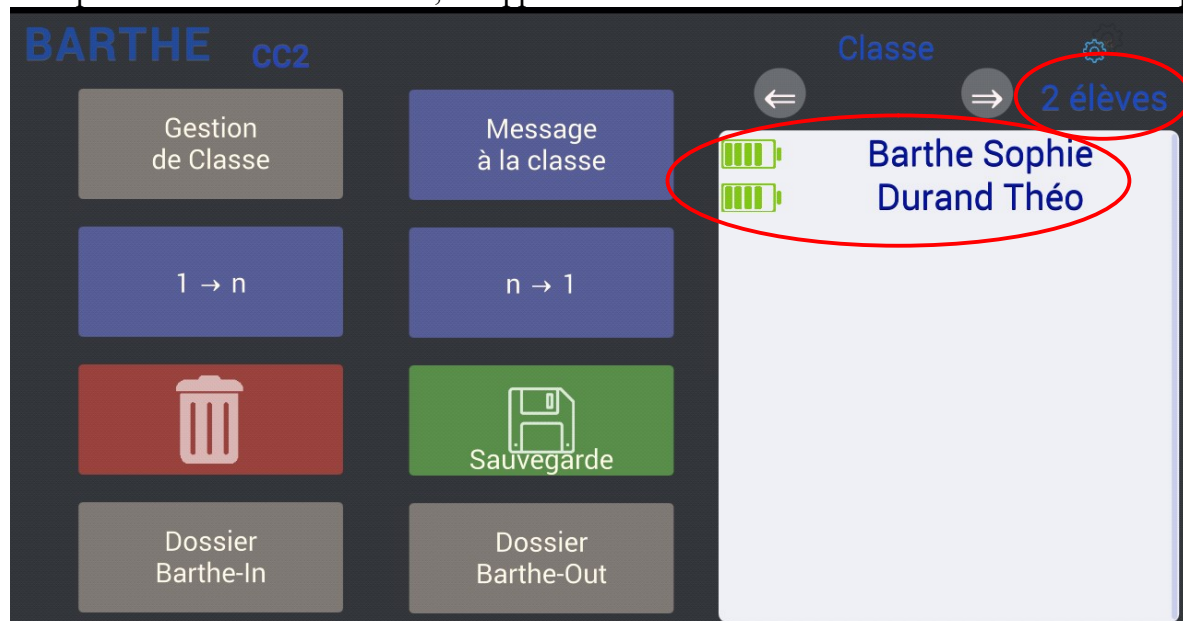 BARTHE CC2
Classe
2 élèves
Gestion
de Classe
Message
à la classe
Barthe Sophie
Durand Théo
1 → n
n → 1
Sauvegarde
Dossier
Barthe-In
Dossier
Barthe-Out